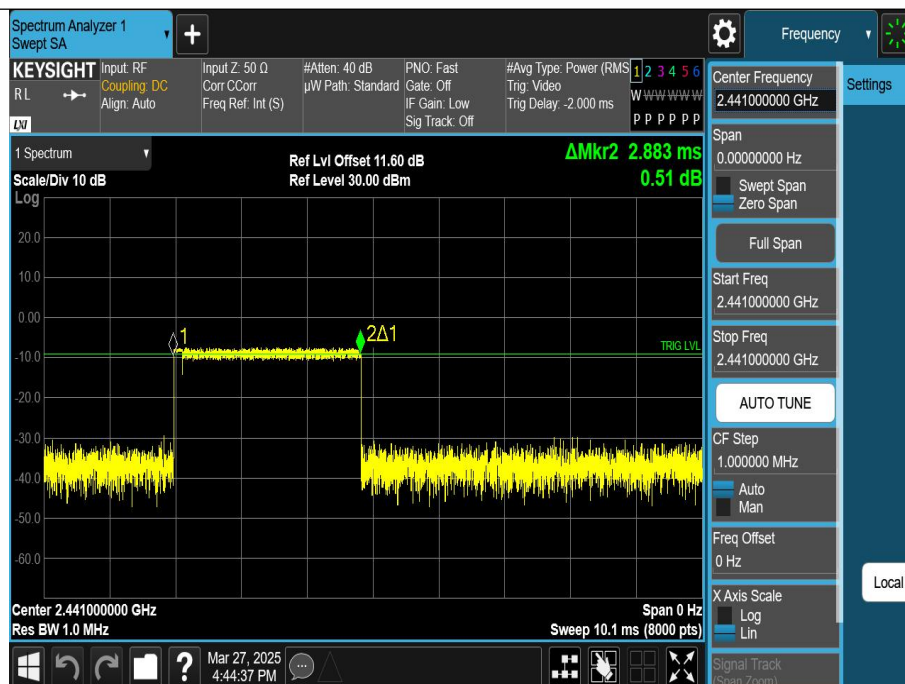 Spectrum Analyzer 1
Swept SA
Frequency
KEYSIGHT
RL
LXI
Input: RF
Coupling: DC
Align: Auto
Input Z: 50 Ω
Corr CCorr
Freq Ref: Int (S)
#Atten: 40 dB
µW Path: Standard
PNO: Fast
Gate: Off
IF Gain: Low
Sig Track: Off
#Avg Type: Power (RMS
Trig: Video
Trig Delay: -2.000 ms
1 2 3 4 5 6
W W W W W W
P P P P P P
1 Spectrum
Scale/Div 10 dB
Log
Ref Lvl Offset 11.60 dB
Ref Level 30.00 dBm
ΔMkr2 2.883 ms
0.51 dB
20.0
10.0
0.00
-10.0
-20.0
-30.0
-40.0
-50.0
-60.0
1
2Δ1
TRIG LVL
Center 2.441000000 GHz
Res BW 1.0 MHz
Span 0 Hz
Sweep 10.1 ms (8000 pts)
Mar 27, 2025
4:44:37 PM
Center Frequency
2.441000000 GHz
Span
0.00000000 Hz
Swept Span
Zero Span
Full Span
Start Freq
2.441000000 GHz
Stop Freq
2.441000000 GHz
AUTO TUNE
CF Step
1.000000 MHz
Auto
Man
Freq Offset
0 Hz
X Axis Scale
Log
Lin
Signal Track
(Span Zoom)
Settings
Local